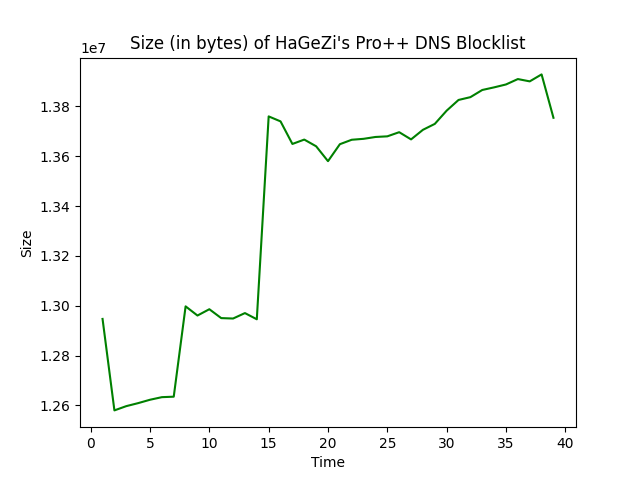 1e7
Size (in bytes) of HaGeZi's Pro++ DNS Blocklist
1.38
1.36
1.34
1.32
1.30
1.28
1.26
Size
0 5 10 15 20 25 30 35 40
Time